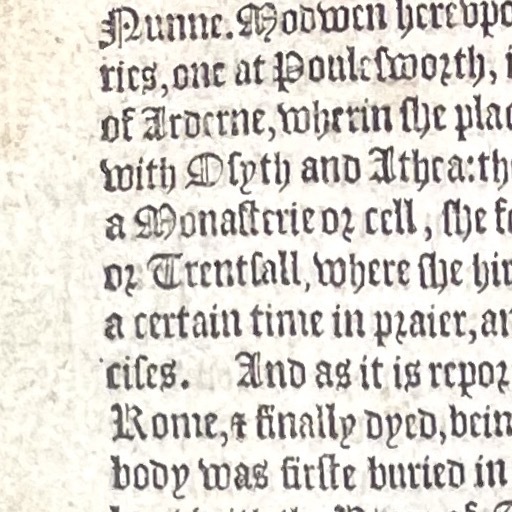 Nunne. Modwen herevpo
ries, one at Poulesworth, i
of Arderne, wherin she plac
with Osyth and Athea: th
a Monasterie or cell, she fo
or Trentsall, where she hir
a certain time in praier, an
cises. And as it is repor
Rome, & finally dyed, bein
body was firste buried in